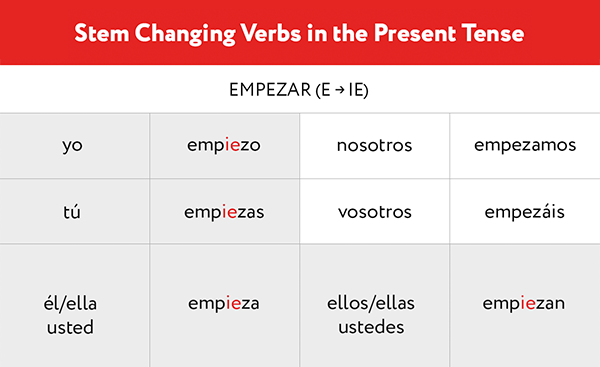 Stem Changing Verbs in the Present Tense
EMPEZAR (E → IE)
yo empiezo nosotros empezamos
tú empiezas vosotros empezáis
él/ella empieza ellos/ellas empiezan
usted ustedes